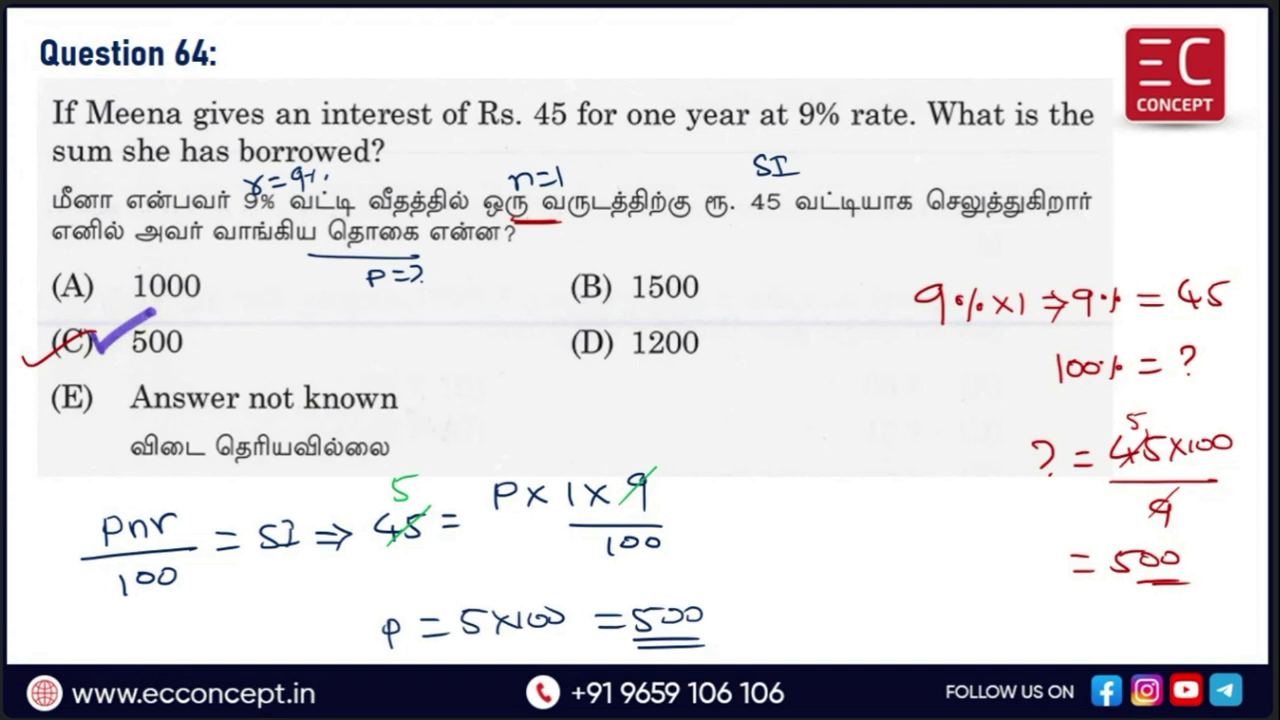 Question 64:
EC
CONCEPT
If Meena gives an interest of Rs. 45 for one year at 9% rate. What is the
sum she has borrowed?
r=9%. n=1 SI
மீனா என்பவர் 9% வட்டி வீதத்தில் ஒரு வருடத்திற்கு ரூ. 45 வட்டியாக செலுத்துகிறார்
எனில் அவர் வாங்கிய தொகை என்ன?
P=?
(A) 1000
(B) 1500
(C) 500
(D) 1200
(E) Answer not known
விடை தெரியவில்லை
9%×1 ⇒ 9% = 45
100% = ?
5
? = 45×100
9
= 500
5
Pnr/100 = SI ⇒ 45 = P×1×9/100
P = 5×100 = 500
www.ecconcept.in
+91 9659 106 106
FOLLOW US ON